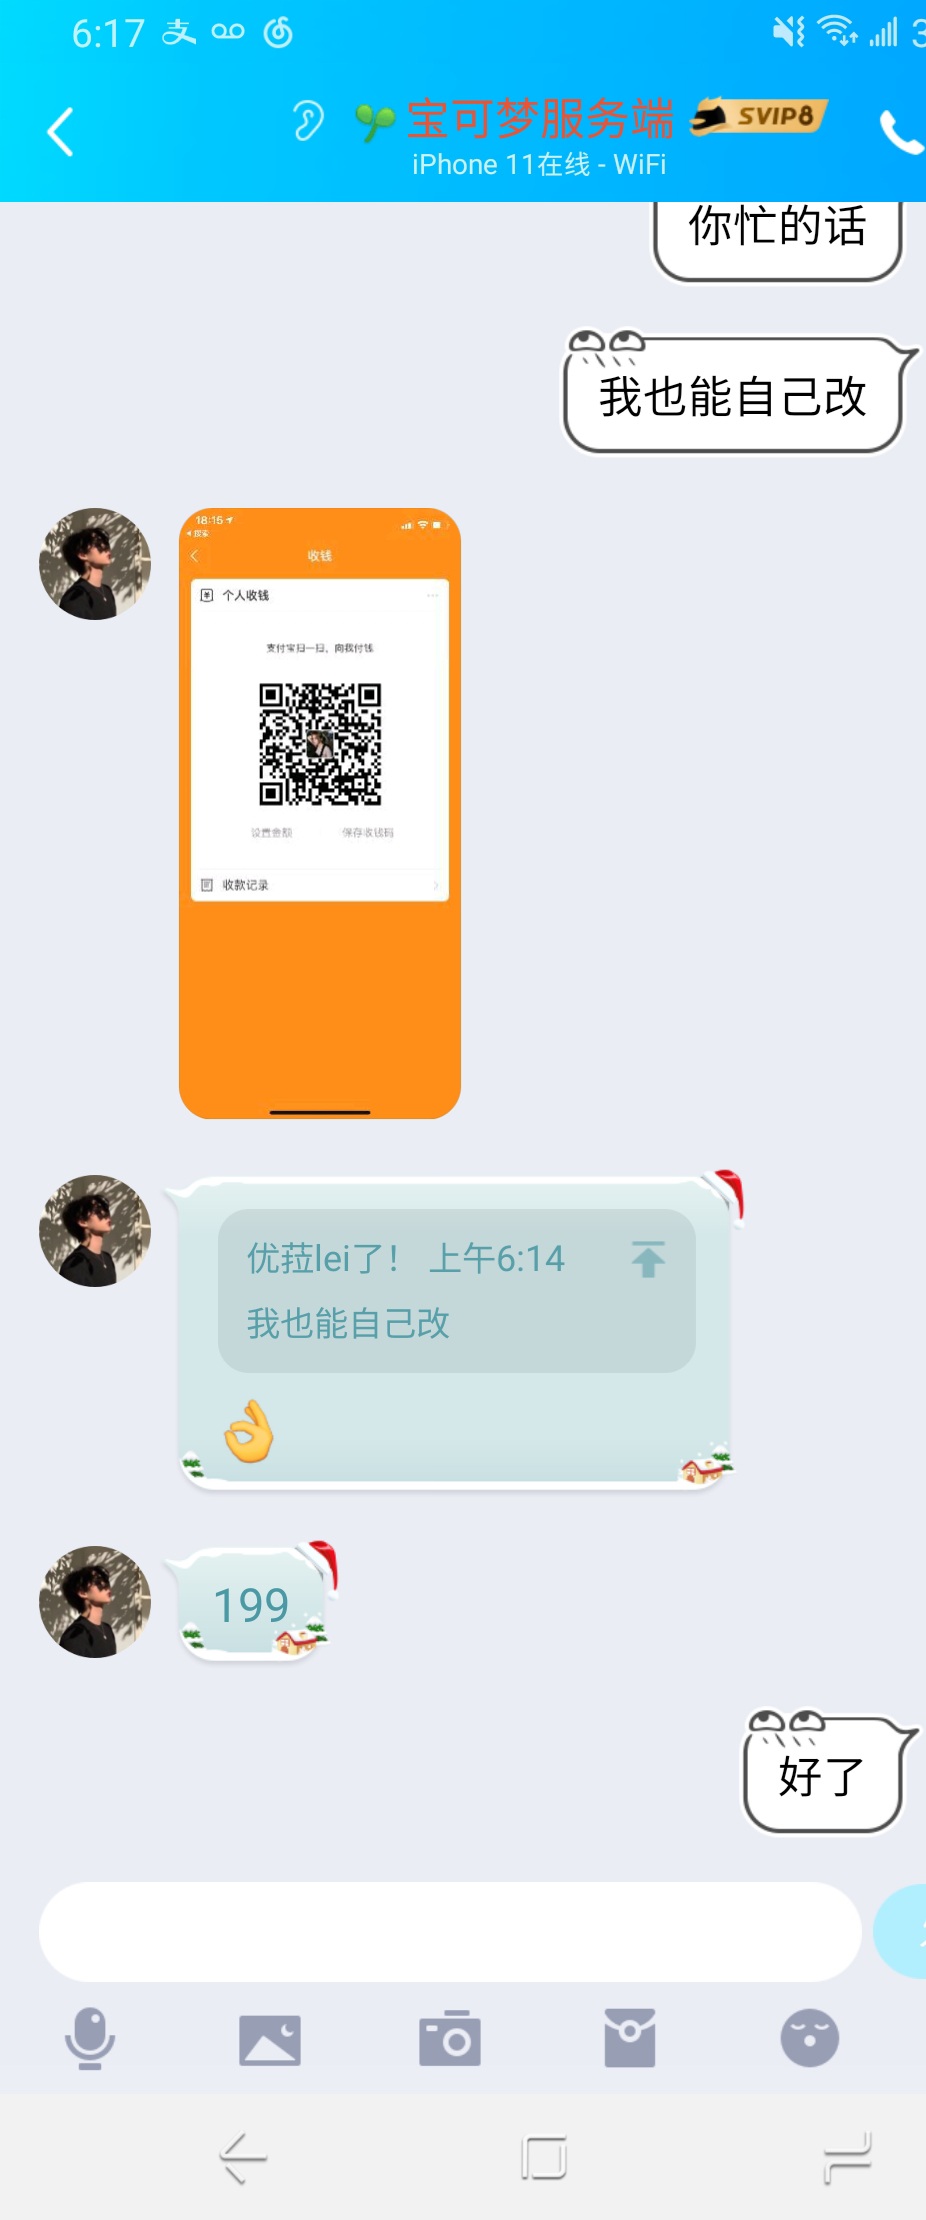 6:17
3
宝可梦服务端 SVIP8
iPhone 11在线 - WiFi
你忙的话
我也能自己改
18:15
搜索
收钱
个人收钱
支付宝扫一扫，向我付钱
设置金额 保存收钱码
收款记录
优菈lei了！ 上午6:14
我也能自己改
199
好了